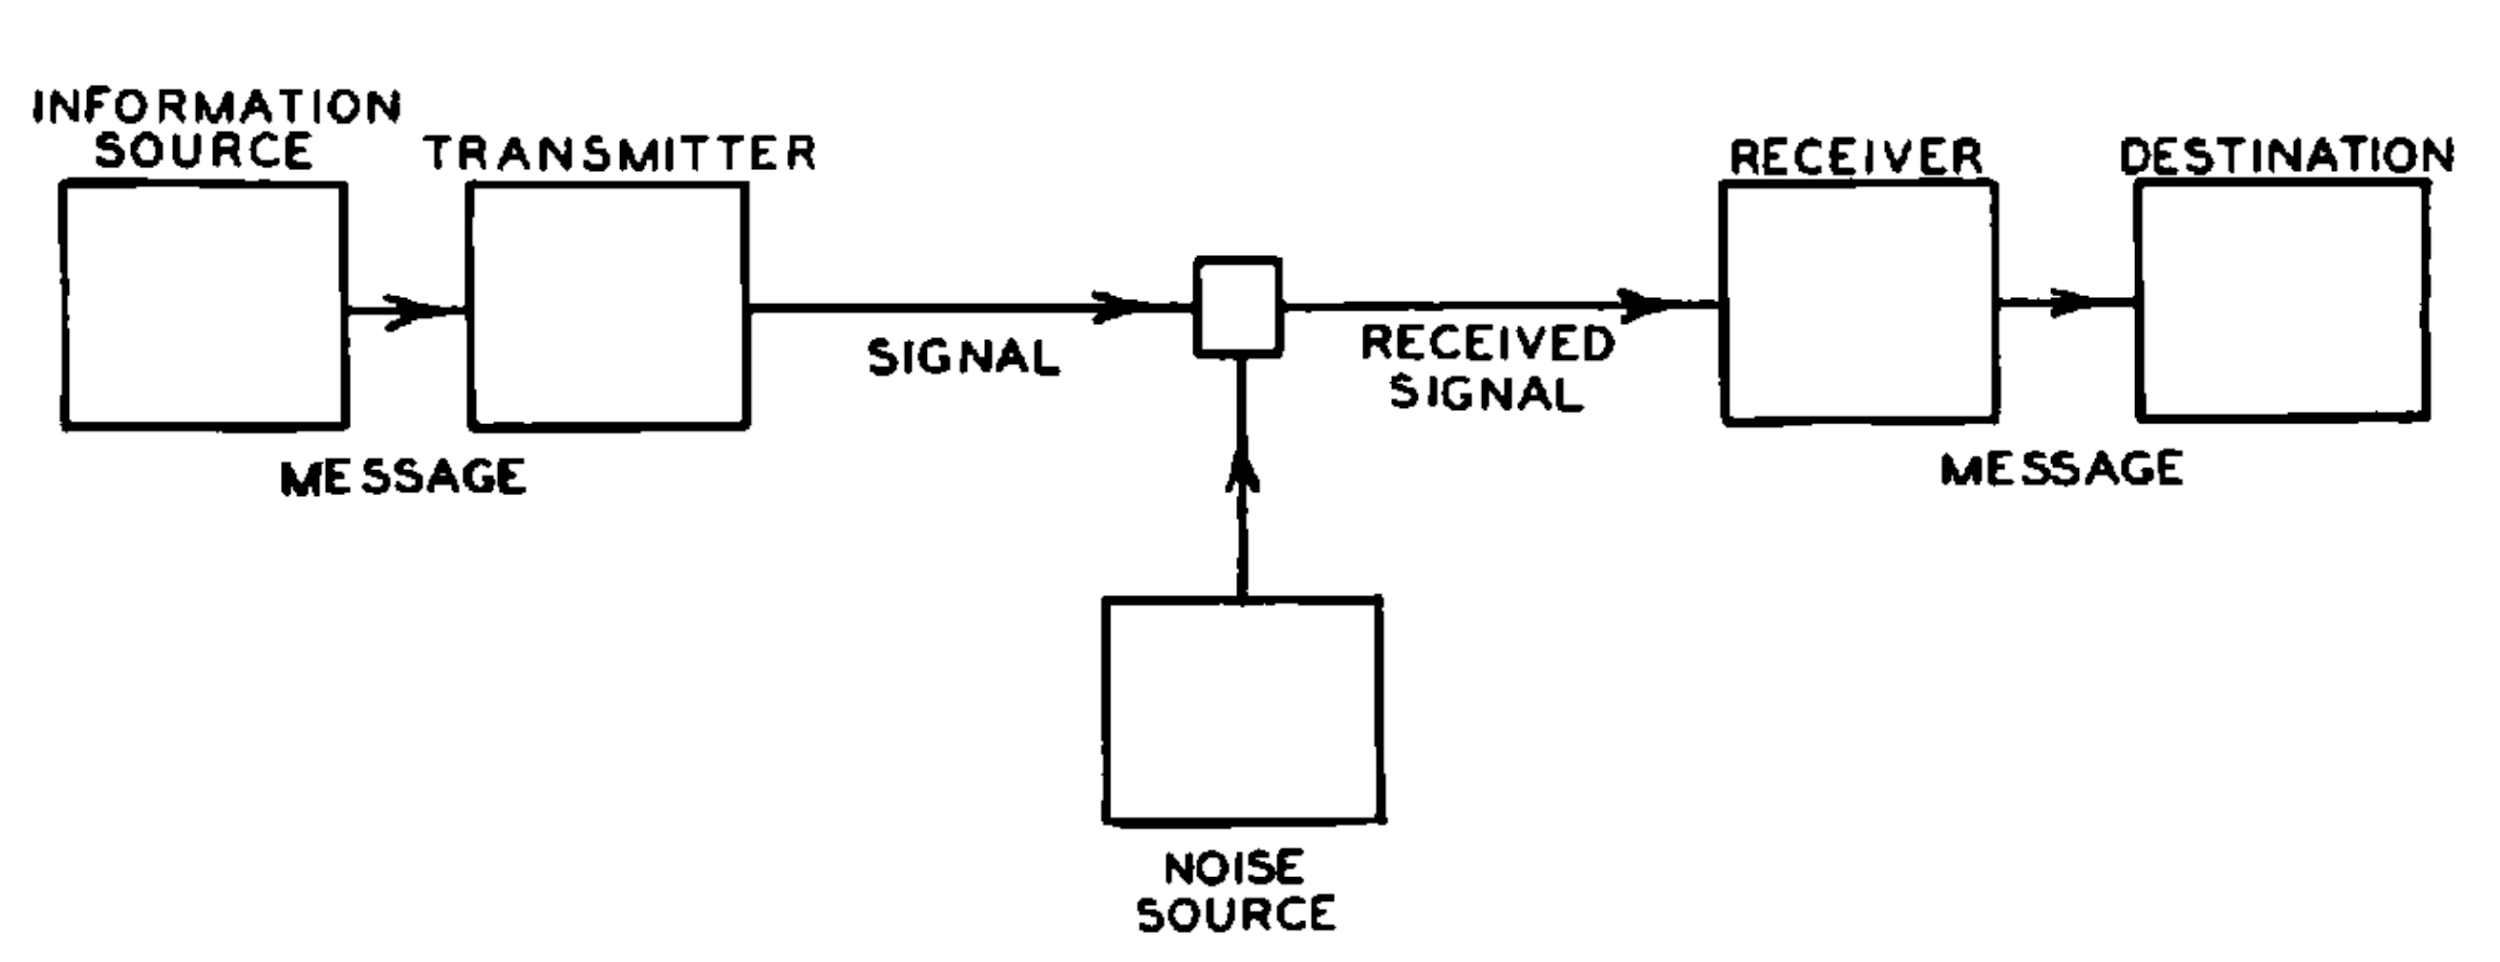 INFORMATION
SOURCE
TRANSMITTER
RECEIVER
DESTINATION
SIGNAL
RECEIVED
SIGNAL
MESSAGE
MESSAGE
NOISE
SOURCE